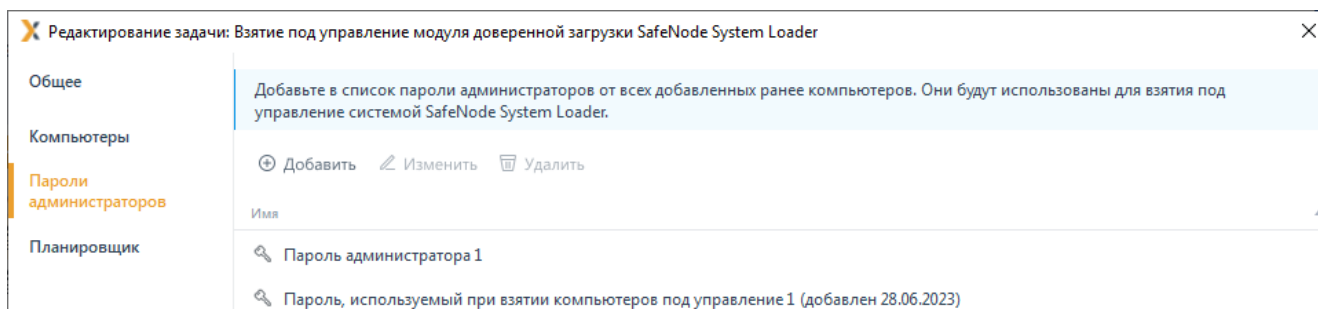 Редактирование задачи: Взятие под управление модуля доверенной загрузки SafeNode System Loader
Общее
Компьютеры
Пароли
администраторов
Планировщик
Добавьте в список пароли администраторов от всех добавленных ранее компьютеров. Они будут использованы для взятия под
управление системой SafeNode System Loader.
Добавить Изменить Удалить
Имя
Пароль администратора 1
Пароль, используемый при взятии компьютеров под управление 1 (добавлен 28.06.2023)